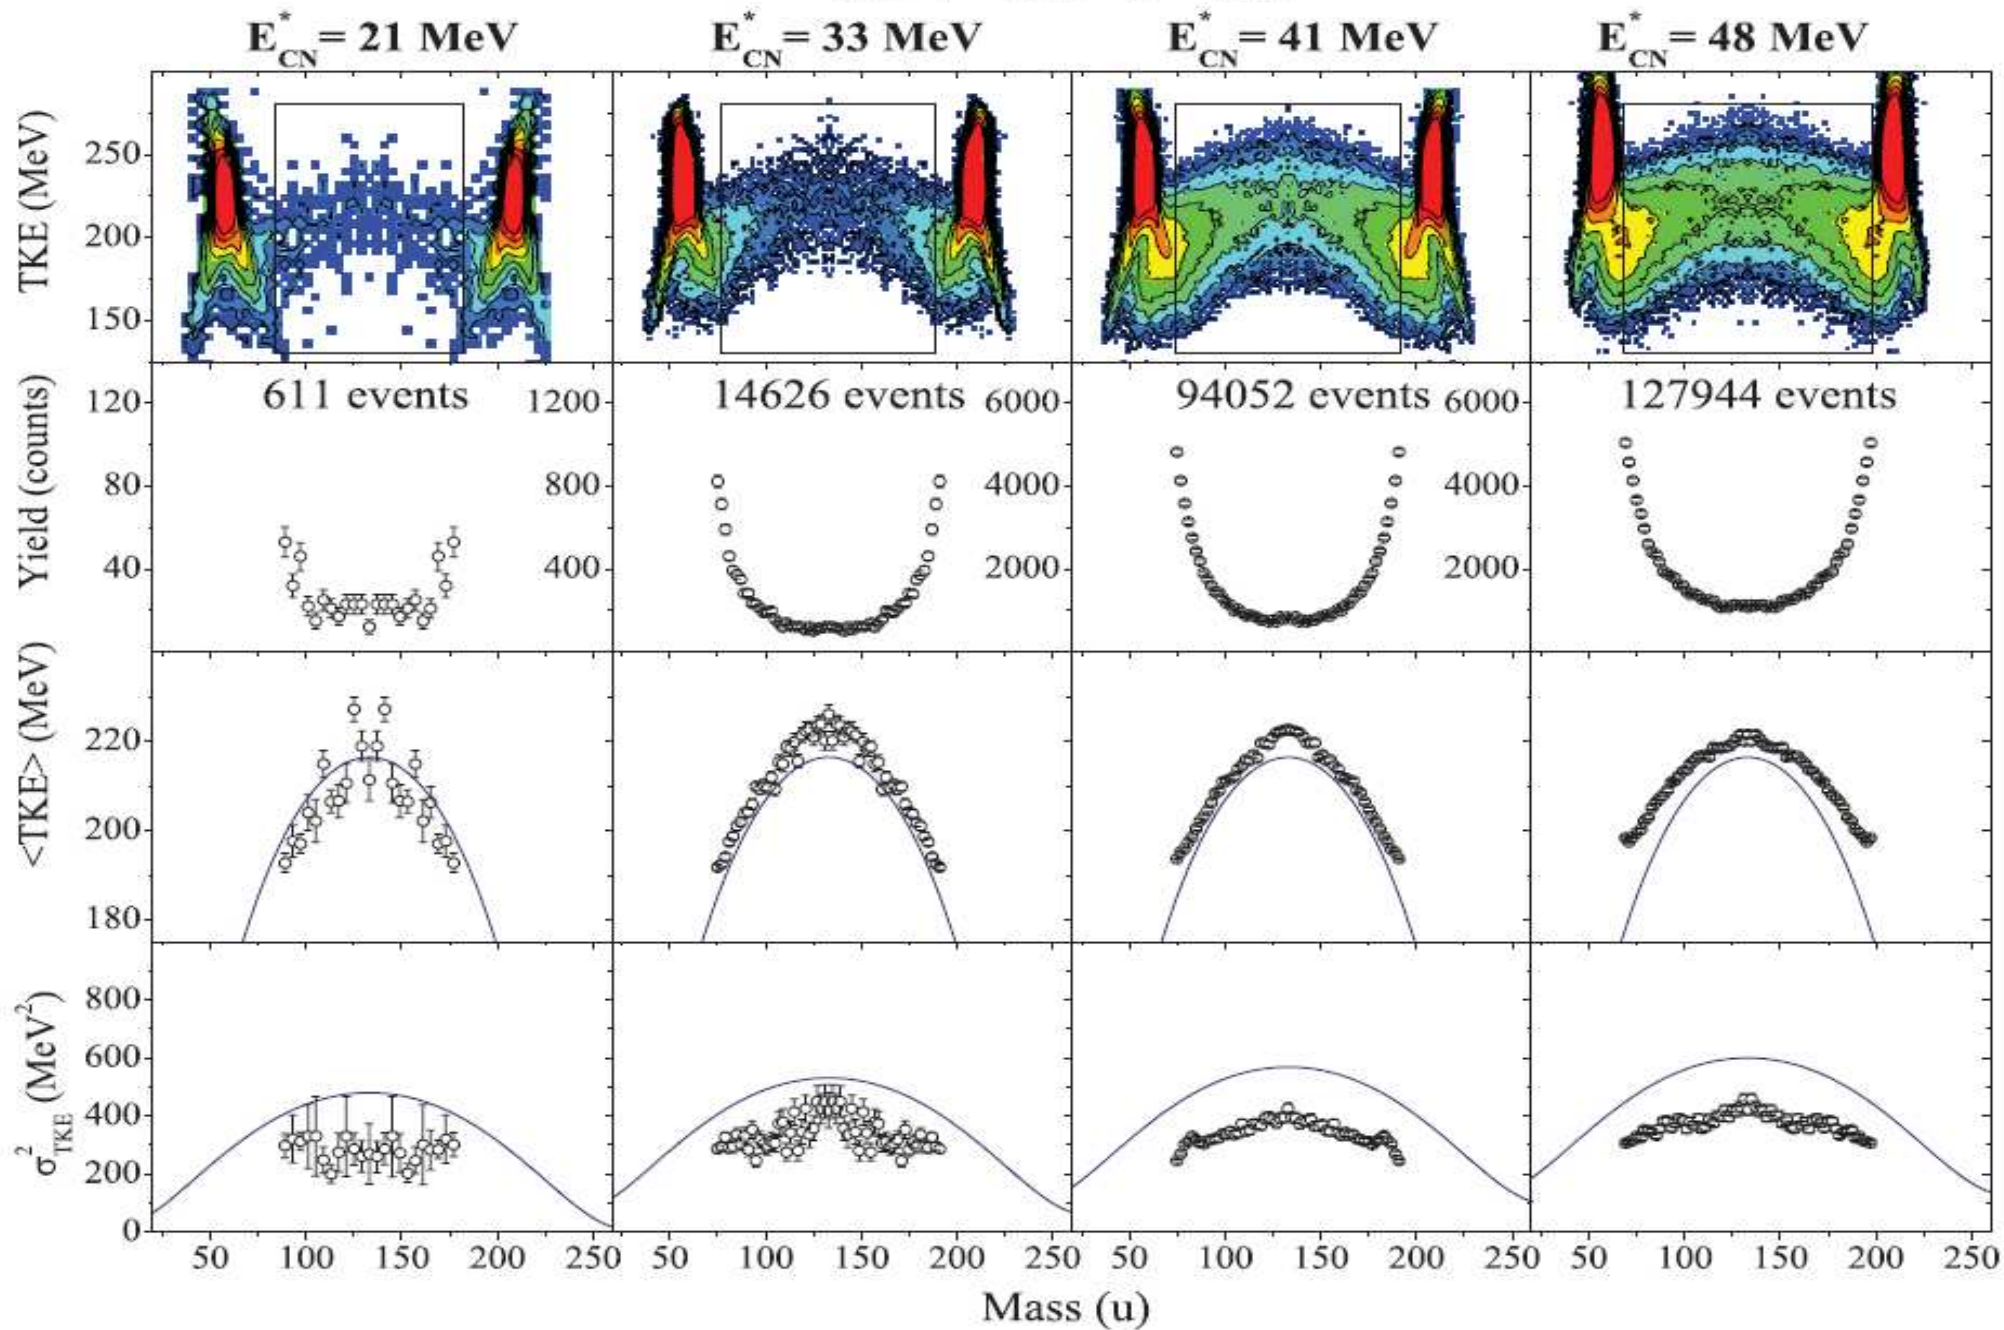 E*CN = 21 MeV
E*CN = 33 MeV
E*CN = 41 MeV
E*CN = 48 MeV
TKE (MeV)
250
200
150
Yield (counts)
611 events
14626 events
94052 events
127944 events
120
80
40
1200
800
400
6000
4000
2000
6000
4000
2000
<TKE> (MeV)
220
200
180
σ²TKE (MeV²)
800
600
400
200
0
50 100 150 200 250
50 100 150 200
50 100 150 200 250
50 100 150 200 250
Mass (u)